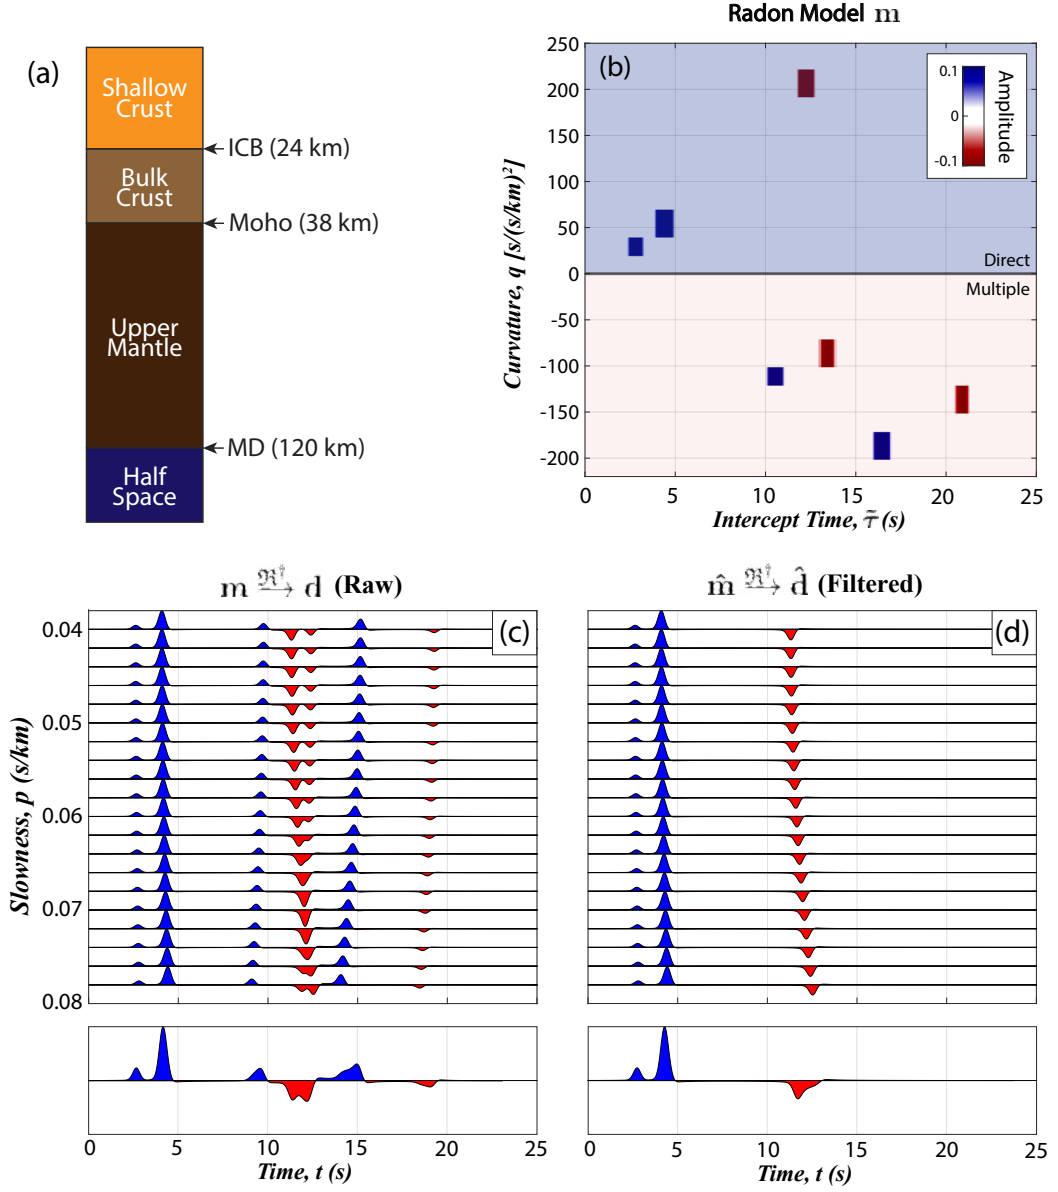 Radon Model m
(a)
Shallow
Crust
ICB (24 km)
Bulk
Crust
Moho (38 km)
Upper
Mantle
MD (120 km)
Half
Space
(b)
250
200
150
100
50
0
-50
-100
-150
-200
Curvature, q [s/(s/km)²]
0.1
0
-0.1
Amplitude
Direct
Multiple
0 5 10 15 20 25
Intercept Time, τ̃ (s)
m ℜ† → d (Raw)
(c)
0.04
0.05
0.06
0.07
0.08
Slowness, p (s/km)
0 5 10 15 20 25
Time, t (s)
m̂ ℜ† → d̂ (Filtered)
(d)
0 5 10 15 20 25
Time, t (s)